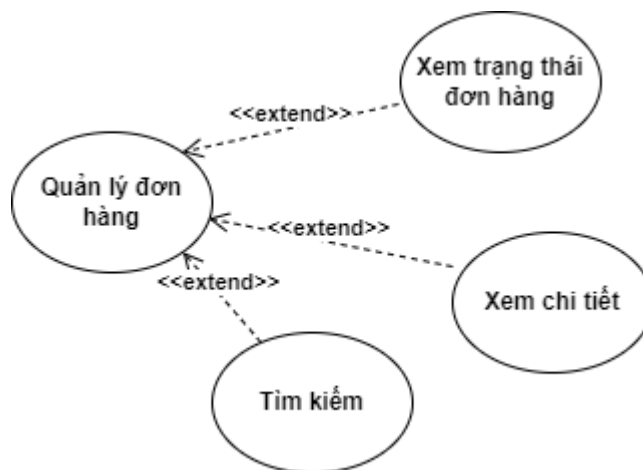 Xem trạng thái
đơn hàng
<<extend>>
Quản lý đơn
hàng
<<extend>>
<<extend>>
Xem chi tiết
Tìm kiếm